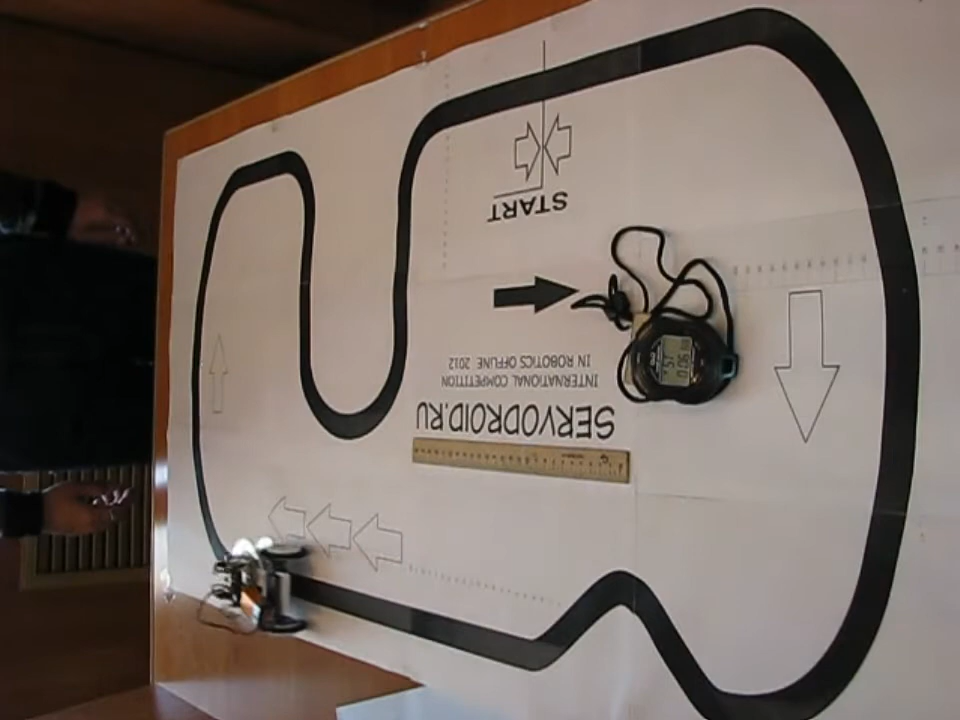 START
SERVODROID.RU
INTERNATIONAL COMPETITION
IN ROBOTICS OFFLINE 2012